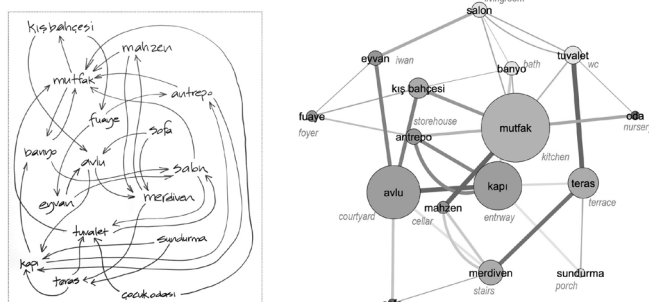 kışbahçesi
mahzen
mutfak
antrepo
fuaye
sofa
banyo
avlu
salon
eyvan
merdiven
tuvalet
sundurma
kapı
teras
çocukodası
livingroom
salon
eyvan
iwan
tuvalet
wc
banyo
bath
kış bahçesi
fuaye
foyer
storehouse
antrepo
mutfak
kitchen
oda
nursery
avlu
courtyard
kapı
entrway
teras
terrace
mahzen
cellar
merdiven
stairs
sundurma
porch